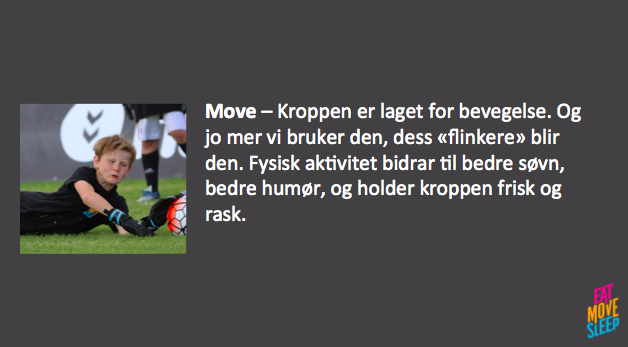 Move – Kroppen er laget for bevegelse. Og
jo mer vi bruker den, dess «flinkere» blir
den. Fysisk aktivitet bidrar til bedre søvn,
bedre humør, og holder kroppen frisk og
rask.
EAT
MOVE
SLEEP